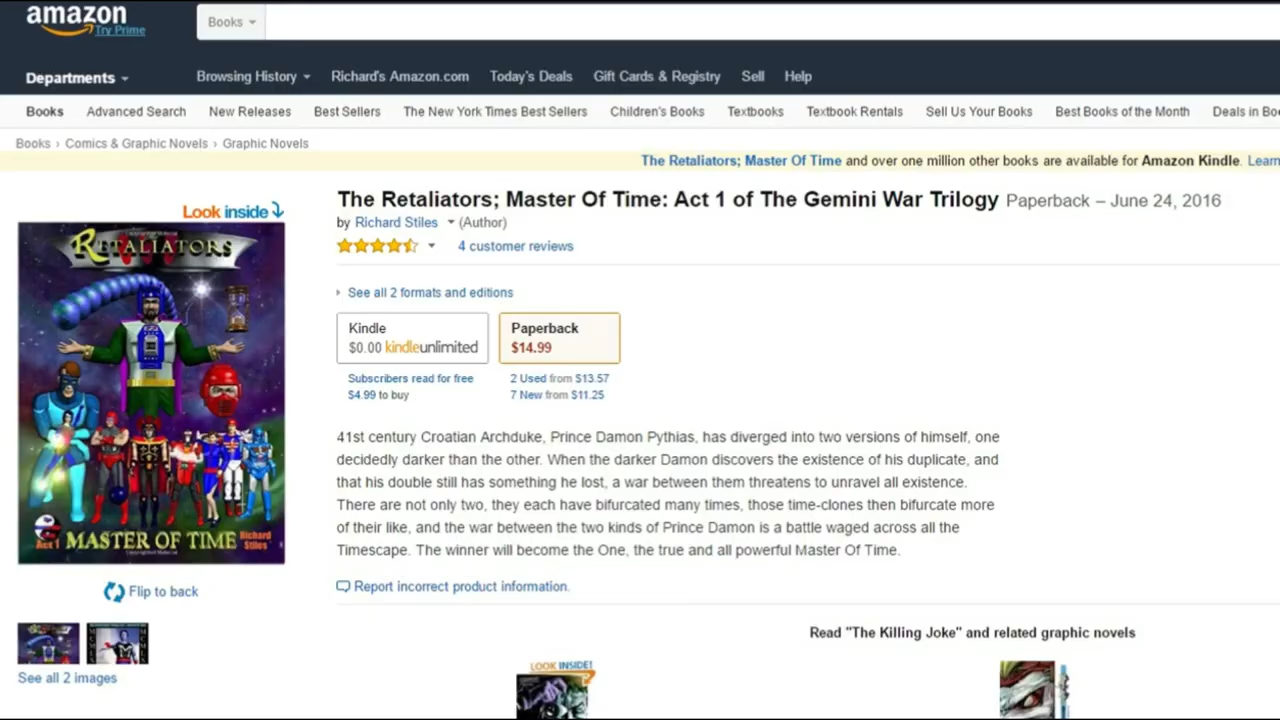 amazon
Try Prime
Books
Departments
Browsing History
Richard's Amazon.com
Today's Deals
Gift Cards & Registry
Sell
Help
Books
Advanced Search
New Releases
Best Sellers
The New York Times Best Sellers
Children's Books
Textbooks
Textbook Rentals
Sell Us Your Books
Best Books of the Month
Deals in Bo
Books › Comics & Graphic Novels › Graphic Novels
The Retaliators; Master Of Time and over one million other books are available for Amazon Kindle. Learn
Look inside
RETALIATORS
Act 1
MASTER OF TIME
Richard
Stiles
Flip to back
See all 2 images
The Retaliators; Master Of Time: Act 1 of The Gemini War Trilogy Paperback – June 24, 2016
by Richard Stiles (Author)
4 customer reviews
See all 2 formats and editions
Kindle
$0.00 kindleunlimited
Subscribers read for free
$4.99 to buy
Paperback
$14.99
2 Used from $13.57
7 New from $11.25
41st century Croatian Archduke, Prince Damon Pythias, has diverged into two versions of himself, one
decidedly darker than the other. When the darker Damon discovers the existence of his duplicate, and
that his double still has something he lost, a war between them threatens to unravel all existence.
There are not only two, they each have bifurcated many times, those time-clones then bifurcate more
of their like, and the war between the two kinds of Prince Damon is a battle waged across all the
Timescape. The winner will become the One, the true and all powerful Master Of Time.
Report incorrect product information.
Read "The Killing Joke" and related graphic novels
LOOK INSIDE!